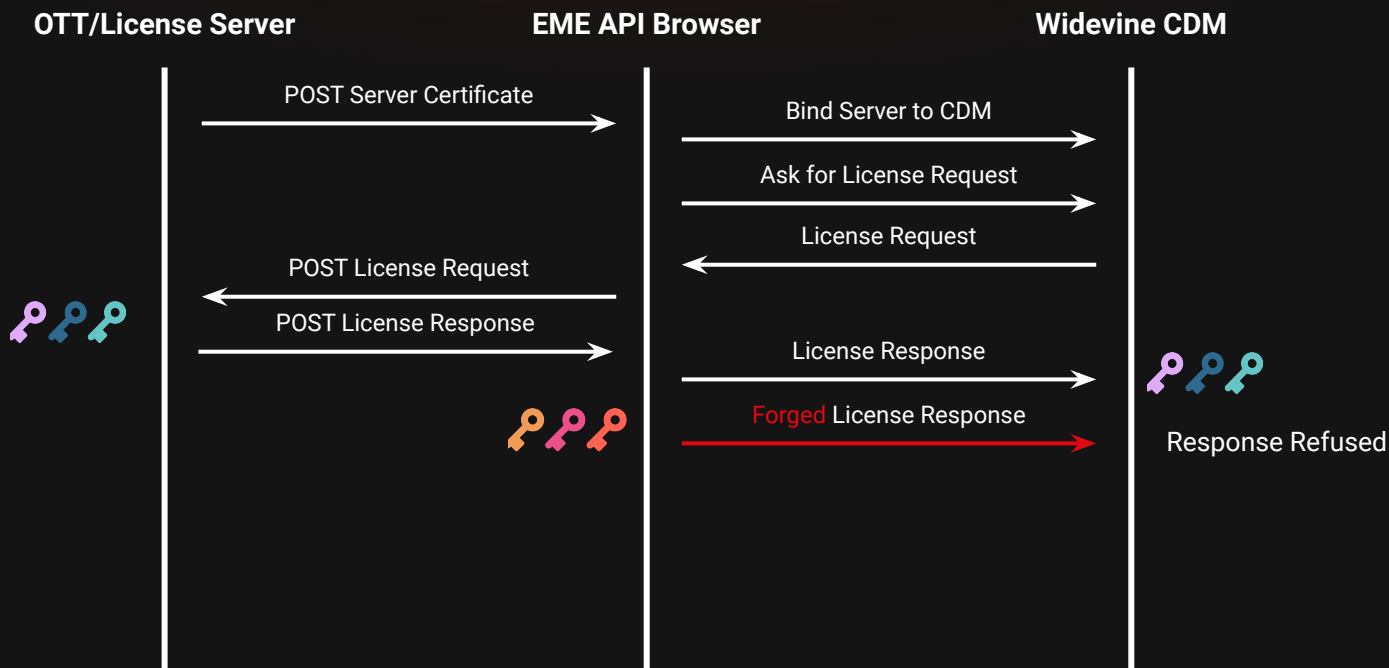 OTT/License Server
EME API Browser
Widevine CDM
POST Server Certificate
Bind Server to CDM
Ask for License Request
License Request
POST License Request
POST License Response
License Response
Forged License Response
Response Refused